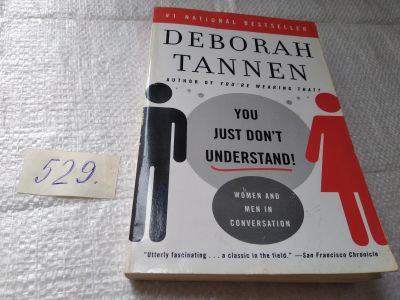 #1 NATIONAL BESTSELLER
DEBORAH
TANNEN
AUTHOR OF YOU'RE WEARING THAT?
YOU
JUST DON'T
UNDERSTAND!
WOMEN AND
MEN IN
CONVERSATION
"Utterly fascinating . . . a classic in the field." —San Francisco Chronicle
529.